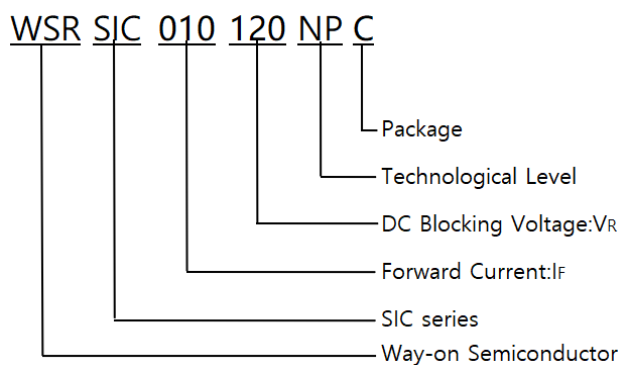 WSR SIC 010 120 NP C
Package
Technological Level
DC Blocking Voltage:VR
Forward Current:IF
SIC series
Way-on Semiconductor